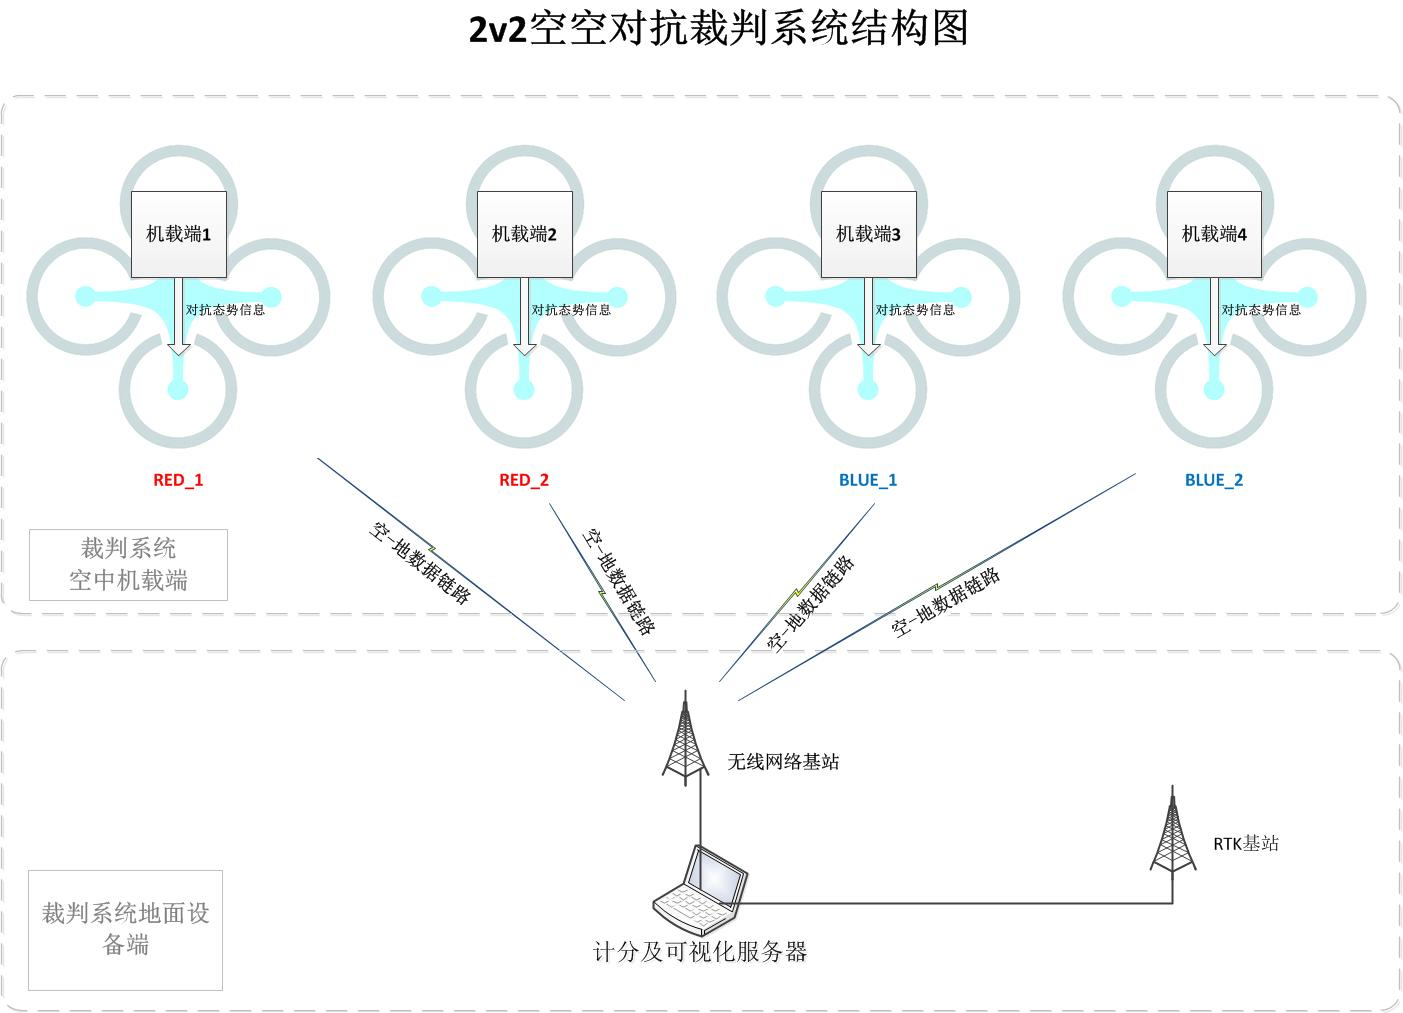 2v2空空对抗裁判系统结构图
机载端1
机载端2
机载端3
机载端4
对抗态势信息
对抗态势信息
对抗态势信息
对抗态势信息
RED_1
RED_2
BLUE_1
BLUE_2
空-地数据链路
空-地数据链路
空-地数据链路
空-地数据链路
裁判系统
空中机载端
无线网络基站
RTK基站
裁判系统地面设
备端
计分及可视化服务器